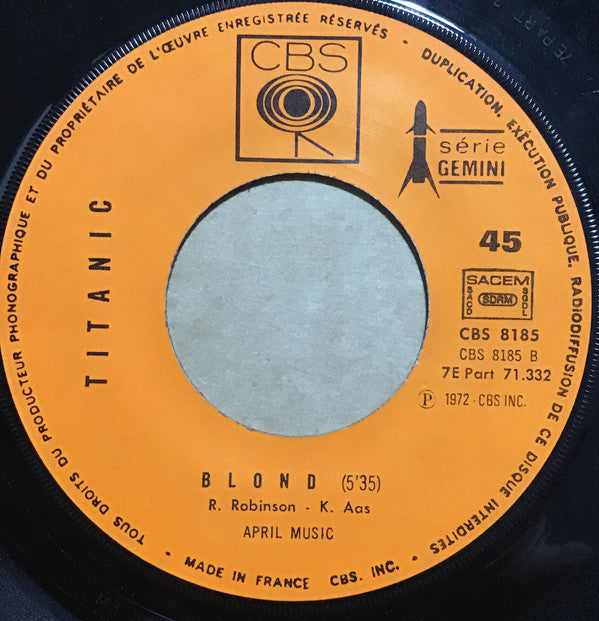 TOUS DROITS DU PRODUCTEUR PHONOGRAPHIQUE ET DU PROPRIÉTAIRE DE L'ŒUVRE ENREGISTRÉE RÉSERVÉS • DUPLICATION, EXÉCUTION PUBLIQUE, RADIODIFFUSION DE CE DISQUE INTERDITES •
CBS
série
GEMINI
TITANIC
45
SACEM
SACD SDRM SGDL
CBS 8185
CBS 8185 B
7E Part 71.332
Ⓟ 1972 - CBS INC.
BLOND (5'35)
R. Robinson - K. Aas
APRIL MUSIC
• MADE IN FRANCE CBS. INC. •